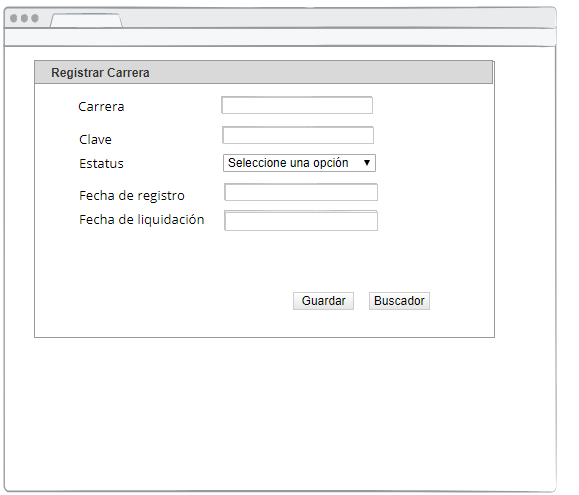 Registrar Carrera
Carrera
Clave
Estatus Seleccione una opción
Fecha de registro
Fecha de liquidación
Guardar Buscador